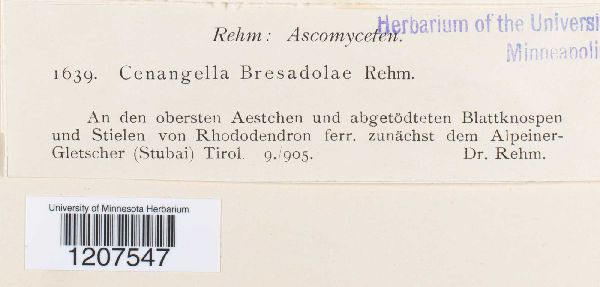 Rehm: Ascomyceten.
Herbarium of the
Minneapoli
1639. Cenangella Bresadolae Rehm.
An den obersten Aestchen und abgetödteten Blattknospen
und Stielen von Rhododendron ferr. zunächst dem Alpeiner-
Gletscher (Stubai) Tirol. 9./905. Dr. Rehm.
University of Minnesota Herbarium
1207547